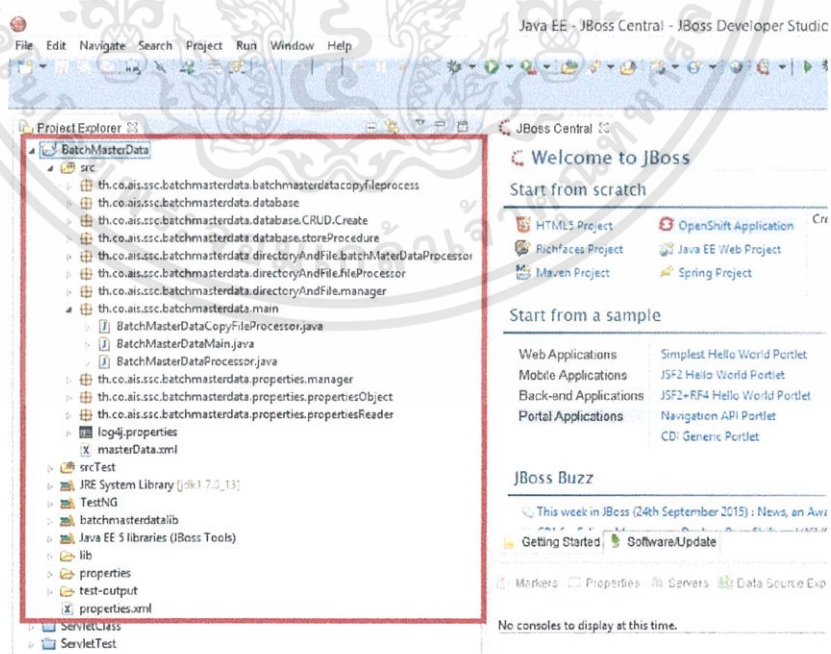 Java EE - JBoss Central - JBoss Developer Studio
File Edit Navigate Search Project Run Window Help
Project Explorer
BatchMasterData
src
th.co.ais.ssc.batchmasterdata.batchmasterdatacopyfileprocess
th.co.ais.ssc.batchmasterdata.database
th.co.ais.ssc.batchmasterdata.database.CRUD.Create
th.co.ais.ssc.batchmasterdata.database.storeProcedure
th.co.ais.ssc.batchmasterdata.directoryAndFile.batchMaterDataProcessor
th.co.ais.ssc.batchmasterdata.directoryAndFile.fileProcessor
th.co.ais.ssc.batchmasterdata.directoryAndFile.manager
th.co.ais.ssc.batchmasterdata.main
BatchMasterDataCopyFileProcessor.java
BatchMasterDataMain.java
BatchMasterDataProcessor.java
th.co.ais.ssc.batchmasterdata.properties.manager
th.co.ais.ssc.batchmasterdata.properties.propertiesObject
th.co.ais.ssc.batchmasterdata.properties.propertiesReader
log4j.properties
masterData.xml
srcTest
JRE System Library [jdk1.7.0_13]
TestNG
batchmasterdatalib
Java EE 5 libraries (JBoss Tools)
lib
properties
test-output
properties.xml
ServletClass
ServletTest
JBoss Central
Welcome to JBoss
Start from scratch
HTML5 Project OpenShift Application Cre
Richfaces Project Java EE Web Project
Maven Project Spring Project
Start from a sample
Web Applications Simplest Hello World Portlet
Mobile Applications JSF2 Hello World Portlet
Back-end Applications JSF2+RF4 Hello World Portlet
Portal Applications Navigation API Portlet
CDI Generic Portlet
JBoss Buzz
This week in JBoss (24th September 2015) : News, an Awa
Getting Started Software/Update
Markers Properties Servers Data Source Exp
No consoles to display at this time.